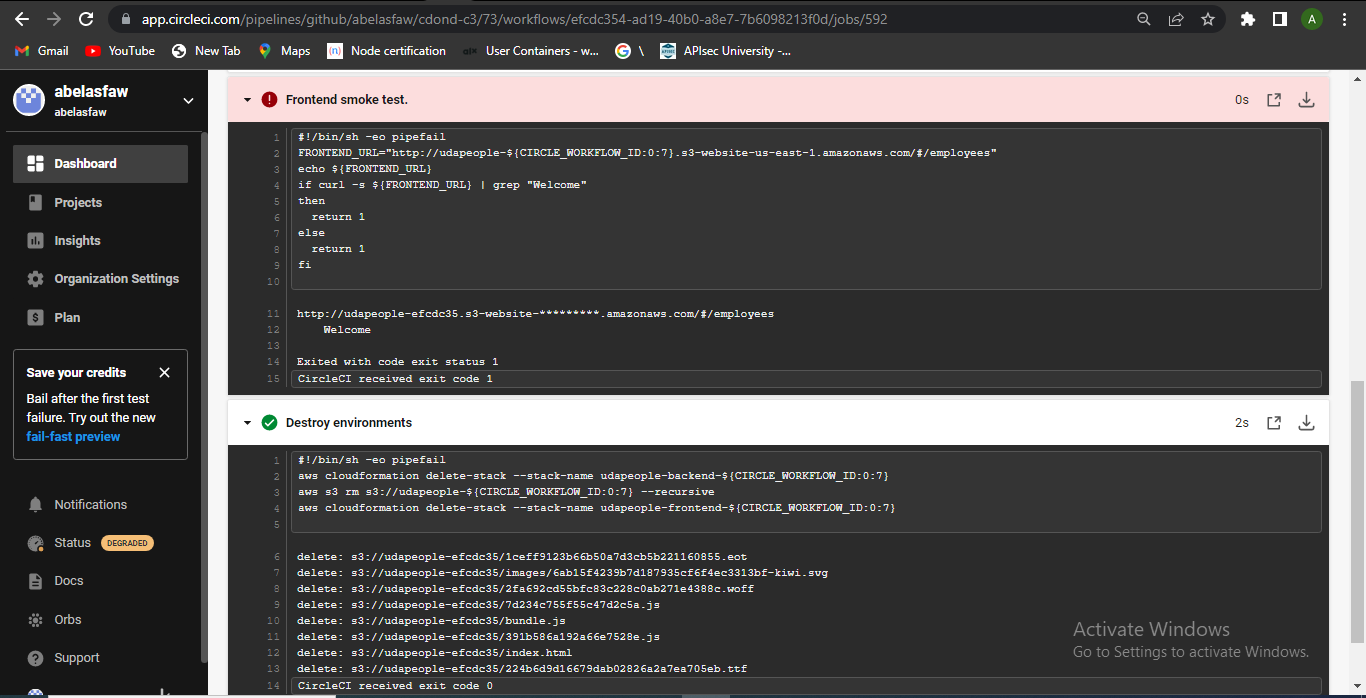 app.circleci.com/pipelines/github/abelasfaw/cdond-c3/73/workflows/efcdc354-ad19-40b0-a8e7-7b6098213f0d/jobs/592
A
Gmail YouTube New Tab Maps Node certification User Containers - w... G \ APIsec University -...
abelasfaw
abelasfaw
Dashboard
Projects
Insights
Organization Settings
Plan
Save your credits
Bail after the first test
failure. Try out the new
fail-fast preview
Notifications
Status DEGRADED
Docs
Orbs
Support
Frontend smoke test. 0s
1 #!/bin/sh -eo pipefail
2 FRONTEND_URL="http://udapeople-${CIRCLE_WORKFLOW_ID:0:7}.s3-website-us-east-1.amazonaws.com/#/employees"
3 echo ${FRONTEND_URL}
4 if curl -s ${FRONTEND_URL} | grep "Welcome"
5 then
6 return 1
7 else
8 return 1
9 fi
10
11 http://udapeople-efcdc35.s3-website-*********.amazonaws.com/#/employees
12 Welcome
13
14 Exited with code exit status 1
15 CircleCI received exit code 1
Destroy environments 2s
1 #!/bin/sh -eo pipefail
2 aws cloudformation delete-stack --stack-name udapeople-backend-${CIRCLE_WORKFLOW_ID:0:7}
3 aws s3 rm s3://udapeople-${CIRCLE_WORKFLOW_ID:0:7} --recursive
4 aws cloudformation delete-stack --stack-name udapeople-frontend-${CIRCLE_WORKFLOW_ID:0:7}
5
6 delete: s3://udapeople-efcdc35/1ceff9123b66b50a7d3cb5b221160855.eot
7 delete: s3://udapeople-efcdc35/images/6ab15f4239b7d187935cf6f4ec3313bf-kiwi.svg
8 delete: s3://udapeople-efcdc35/2fa692cd55bfc83c228c0ab271e4388c.woff
9 delete: s3://udapeople-efcdc35/7d234c755f55c47d2c5a.js
10 delete: s3://udapeople-efcdc35/bundle.js
11 delete: s3://udapeople-efcdc35/391b586a192a66e7528e.js
12 delete: s3://udapeople-efcdc35/index.html
13 delete: s3://udapeople-efcdc35/224b6d9d16679dab02826a2a7ea705eb.ttf
14 CircleCI received exit code 0
Activate Windows
Go to Settings to activate Windows.